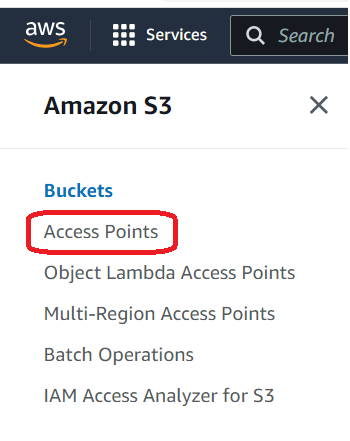 aws Services Search
Amazon S3
Buckets
Access Points
Object Lambda Access Points
Multi-Region Access Points
Batch Operations
IAM Access Analyzer for S3